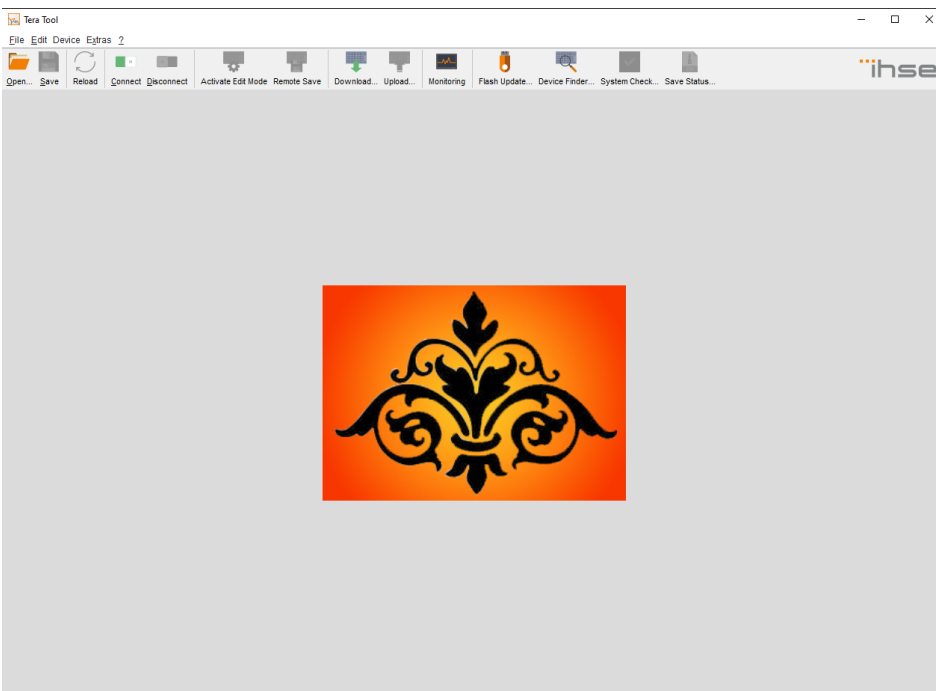 Tera Tool
File Edit Device Extras ?
Open... Save Reload Connect Disconnect Activate Edit Mode Remote Save Download... Upload... Monitoring Flash Update... Device Finder... System Check... Save Status...
ihse